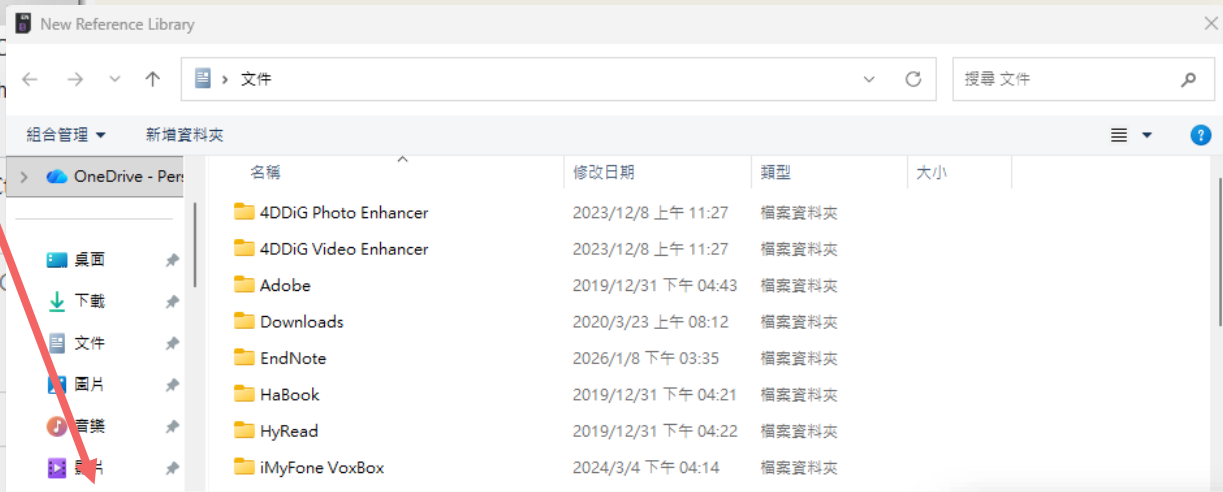 New Reference Library
文件
搜尋 文件
組合管理 新增資料夾
OneDrive - Pers
桌面
下載
文件
圖片
音樂
影片
名稱 修改日期 類型 大小
4DDiG Photo Enhancer 2023/12/8 上午 11:27 檔案資料夾
4DDiG Video Enhancer 2023/12/8 上午 11:27 檔案資料夾
Adobe 2019/12/31 下午 04:43 檔案資料夾
Downloads 2020/3/23 上午 08:12 檔案資料夾
EndNote 2026/1/8 下午 03:35 檔案資料夾
HaBook 2019/12/31 下午 04:21 檔案資料夾
HyRead 2019/12/31 下午 04:22 檔案資料夾
iMyFone VoxBox 2024/3/4 下午 04:14 檔案資料夾